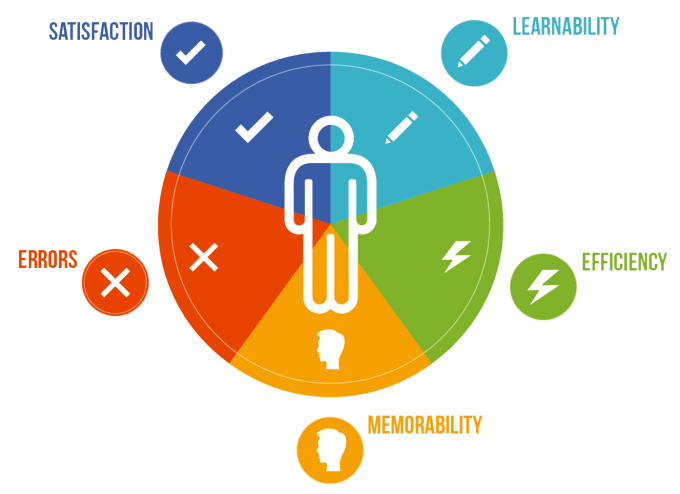 SATISFACTION
LEARNABILITY
ERRORS
EFFICIENCY
MEMORABILITY